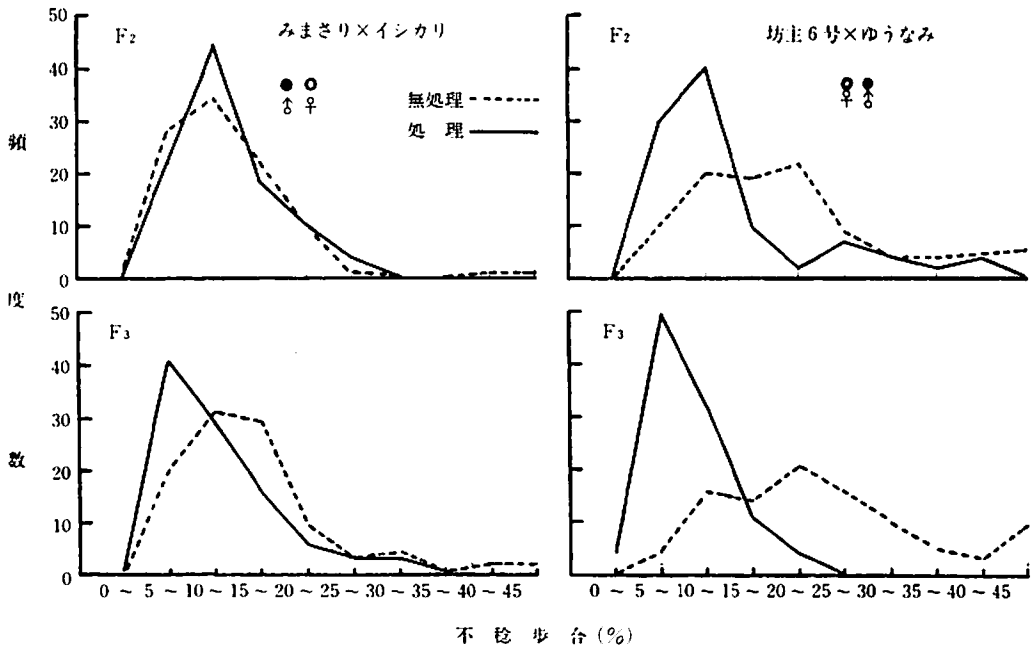 50
40
30
20
10
0
F2
みまさり×イシカリ
● ○
♂ ♀
無処理
処理
F2
坊主6号×ゆうなみ
♀ ♂
頻
度
数
50
40
30
20
10
0
F3
F3
0 ～ 5 ～ 10 ～ 15 ～ 20 ～ 25 ～ 30 ～ 35 ～ 40 ～ 45
0 ～ 5 ～ 10 ～ 15 ～ 20 ～ 25 ～ 30 ～ 35 ～ 40 ～ 45
不稔歩合(%)